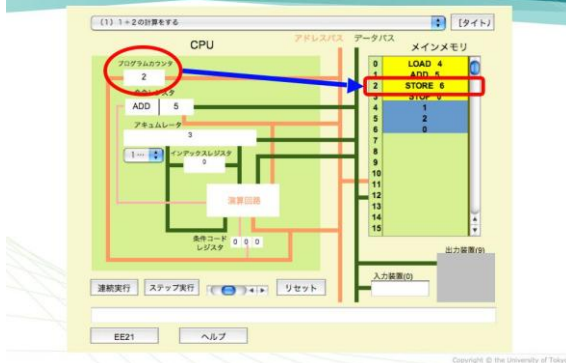 (1) 1+2の計算をする
[タイト]
CPU
アドレスバス
データバス
メインメモリ
プログラムカウンタ
2
ADD 5
アキュムレータ
3
1…
インデックスレジスタ
0
演算回路
条件コード
レジスタ
0 0 0
0 LOAD 4
1 ADD 5
2 STORE 6
3 STOP 0
4 1
5 2
6 0
7
8
9
10
11
12
13
14
15
出力装置(9)
入力装置(0)
連続実行
ステップ実行
リセット
EE21
ヘルプ
Copyright © the University of Tokyo